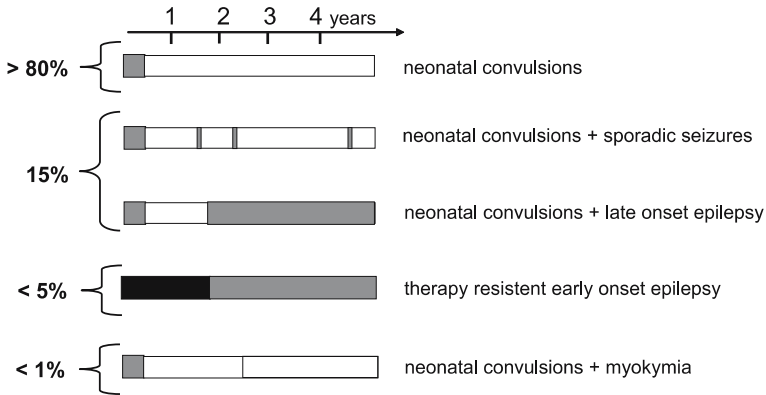 1 2 3 4 years
> 80% neonatal convulsions
neonatal convulsions + sporadic seizures
15%
neonatal convulsions + late onset epilepsy
< 5% therapy resistent early onset epilepsy
< 1% neonatal convulsions + myokymia